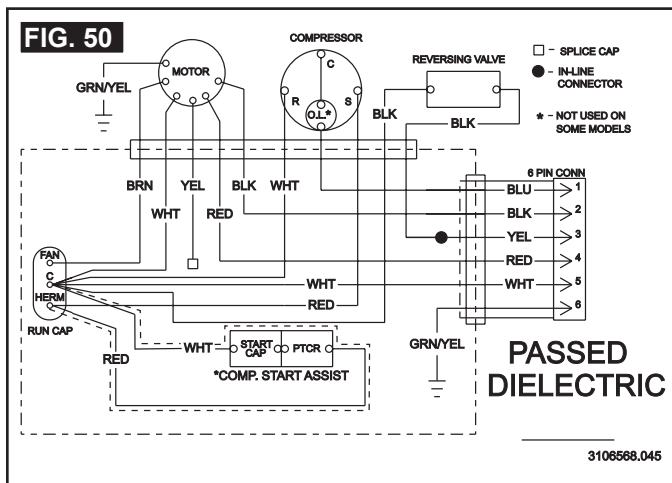 FIG. 50
COMPRESSOR
MOTOR
GRN/YEL
C
R
S
O.L.*
REVERSING VALVE
BLK
BLK
- SPLICE CAP
- IN-LINE
CONNECTOR
* - NOT USED ON
SOME MODELS
BRN
YEL
BLK
WHT
WHT
RED
6 PIN CONN
BLU
1
BLK
2
YEL
3
RED
4
WHT
WHT
5
RED
6
FAN
C
HERM
RUN CAP
RED
WHT
START
CAP
PTCR
*COMP. START ASSIST
GRN/YEL
PASSED
DIELECTRIC
3106568.045